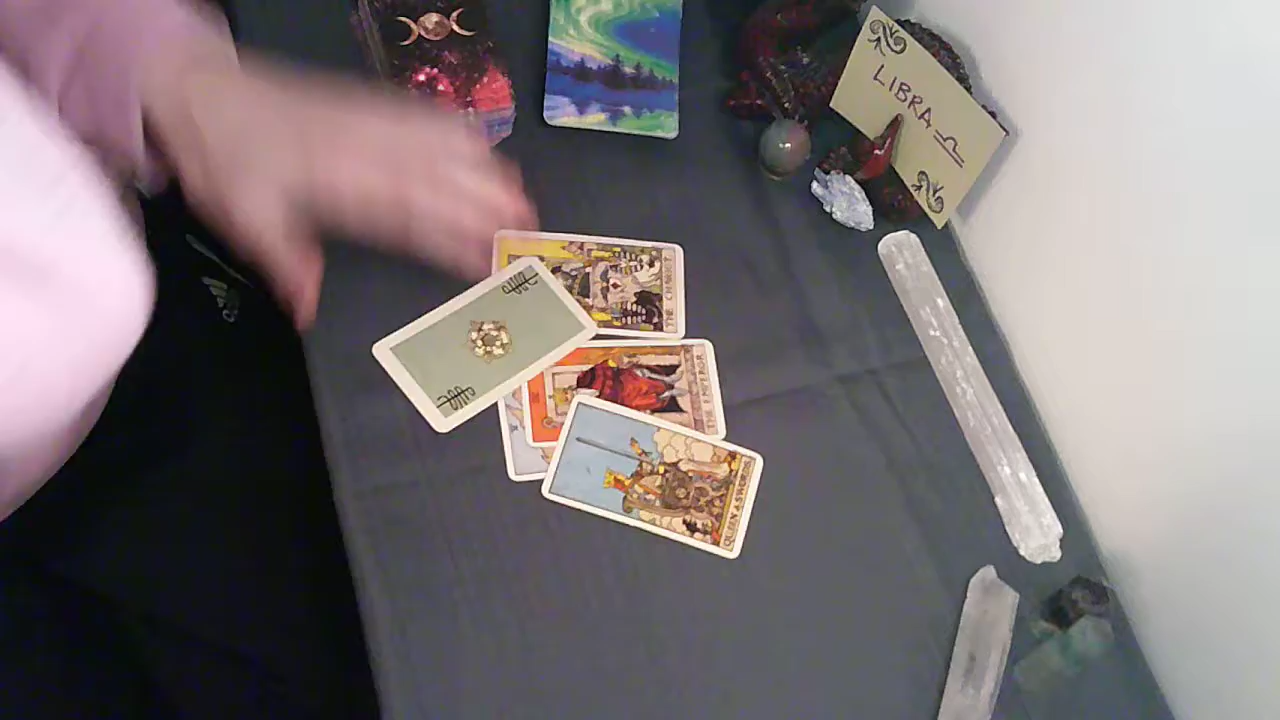 LIBRA ♎
THE CHARIOT
THE EMPEROR
QUEEN of SWORDS